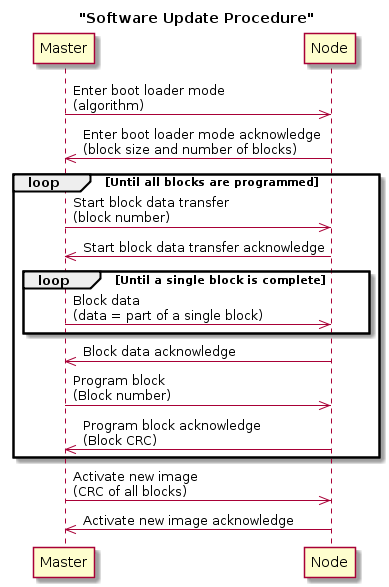 "Software Update Procedure"
Master Node
Enter boot loader mode
(algorithm)
Enter boot loader mode acknowledge
(block size and number of blocks)
loop [Until all blocks are programmed]
Start block data transfer
(block number)
Start block data transfer acknowledge
loop [Until a single block is complete]
Block data
(data = part of a single block)
Block data acknowledge
Program block
(Block number)
Program block acknowledge
(Block CRC)
Activate new image
(CRC of all blocks)
Activate new image acknowledge
Master Node